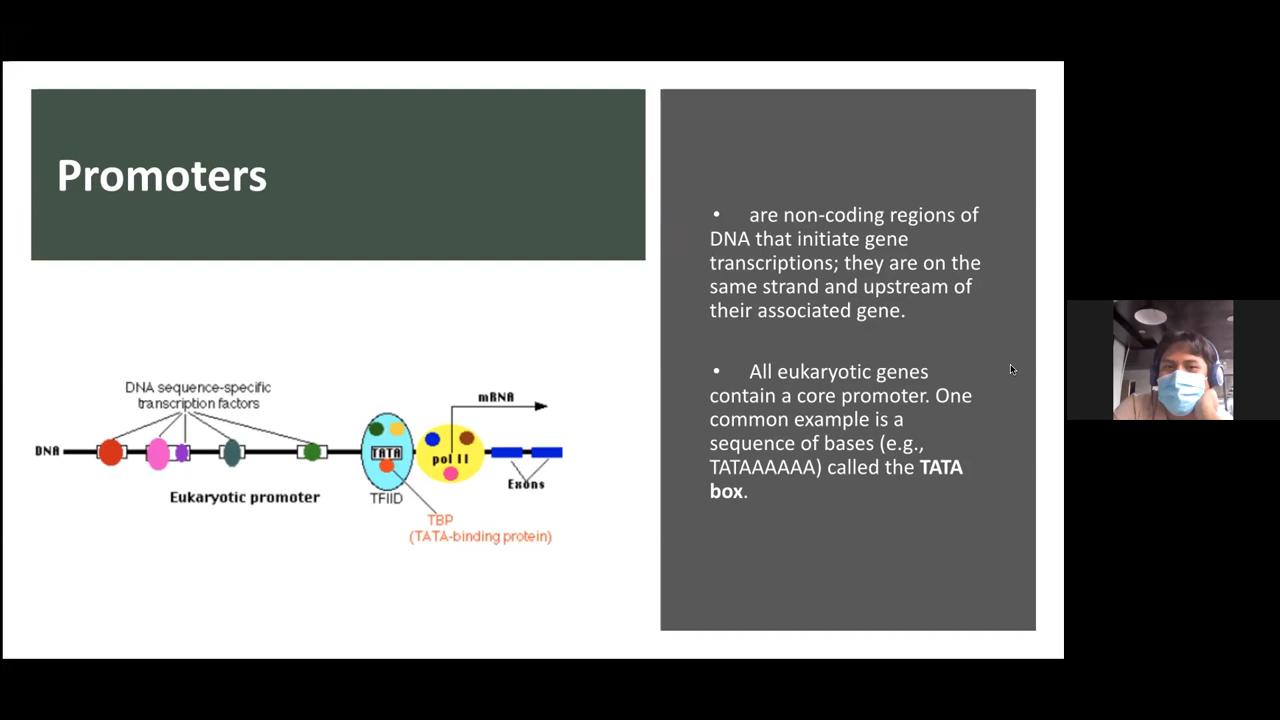 Promoters
• are non-coding regions of
DNA that initiate gene
transcriptions; they are on the
same strand and upstream of
their associated gene.
• All eukaryotic genes
contain a core promoter. One
common example is a
sequence of bases (e.g.,
TATAAAAAA) called the TATA
box.
DNA sequence-specific
transcription factors
mRNA
DNA
TATA
pol II
Exons
Eukaryotic promoter
TFIID
TBP
(TATA-binding protein)